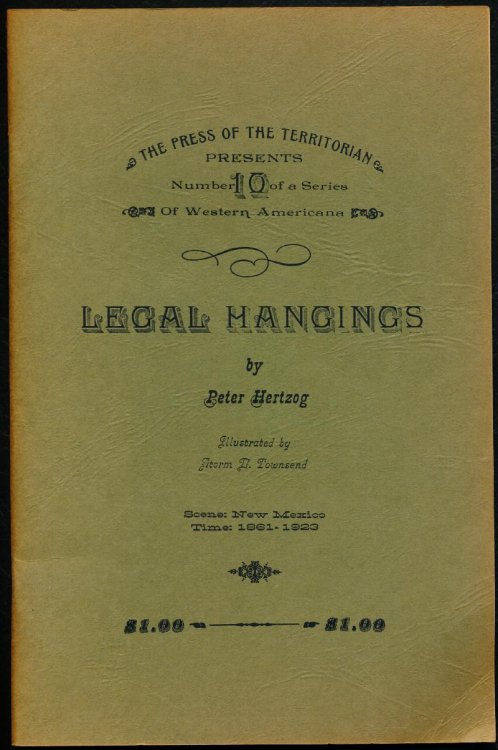 THE PRESS OF THE TERRITORIAN
PRESENTS
Number 10 of a Series
Of Western Americana
LEGAL HANGINGS
by
Peter Hertzog
Illustrated by
Storm D. Townsend
Scene: New Mexico
Time: 1861-1923
$1.00 $1.00